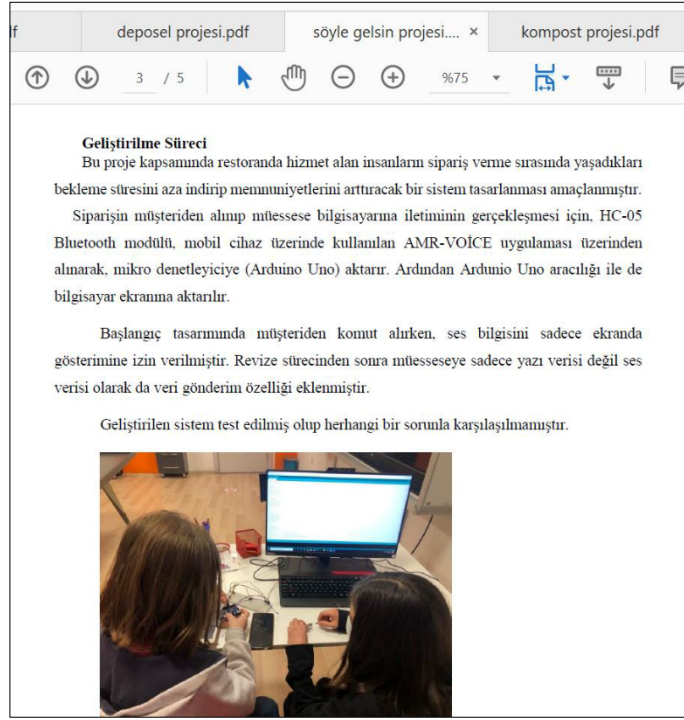 deposel projesi.pdf
söyle gelsin projesi....
×
kompost projesi.pdf
3 / 5
%75
Geliştirilme Süreci
Bu proje kapsamında restoranda hizmet alan insanların sipariş verme sırasında yaşadıkları
bekleme süresini aza indirip memnuniyetlerini arttıracak bir sistem tasarlanması amaçlanmıştır.
Siparişin müşteriden alınıp müessese bilgisayarına iletiminin gerçekleşmesi için, HC-05
Bluetooth modülü, mobil cihaz üzerinde kullanılan AMR-VOİCE uygulaması üzerinden
alınarak, mikro denetleyiciye (Arduino Uno) aktarır. Ardından Ardunio Uno aracılığı ile de
bilgisayar ekranına aktarılır.
Başlangıç tasarımında müşteriden komut alırken, ses bilgisini sadece ekranda
gösterimine izin verilmiştir. Revize sürecinden sonra müesseseye sadece yazı verisi değil ses
verisi olarak da veri gönderim özelliği eklenmiştir.
Geliştirilen sistem test edilmiş olup herhangi bir sorunla karşılaşılmamıştır.